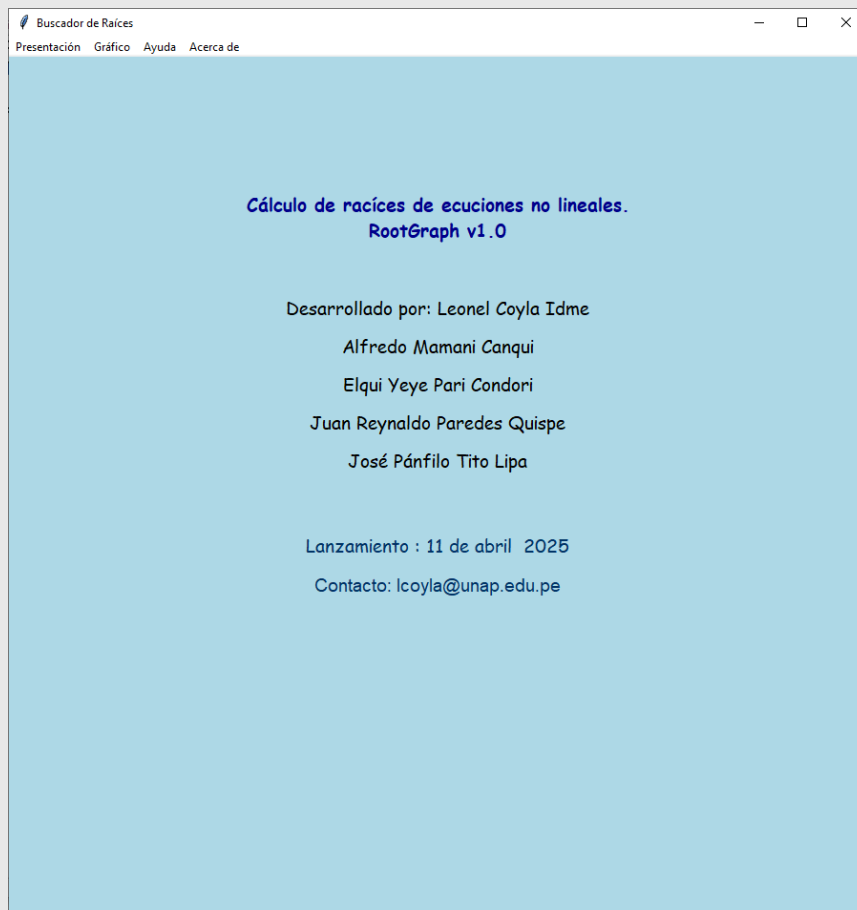 Buscador de Raíces
Presentación Gráfico Ayuda Acerca de
Cálculo de racíces de ecuciones no lineales.
RootGraph v1.0
Desarrollado por: Leonel Coyla Idme
Alfredo Mamani Canqui
Elqui Yeye Pari Condori
Juan Reynaldo Paredes Quispe
José Pánfilo Tito Lipa
Lanzamiento : 11 de abril  2025
Contacto: lcoyla@unap.edu.pe